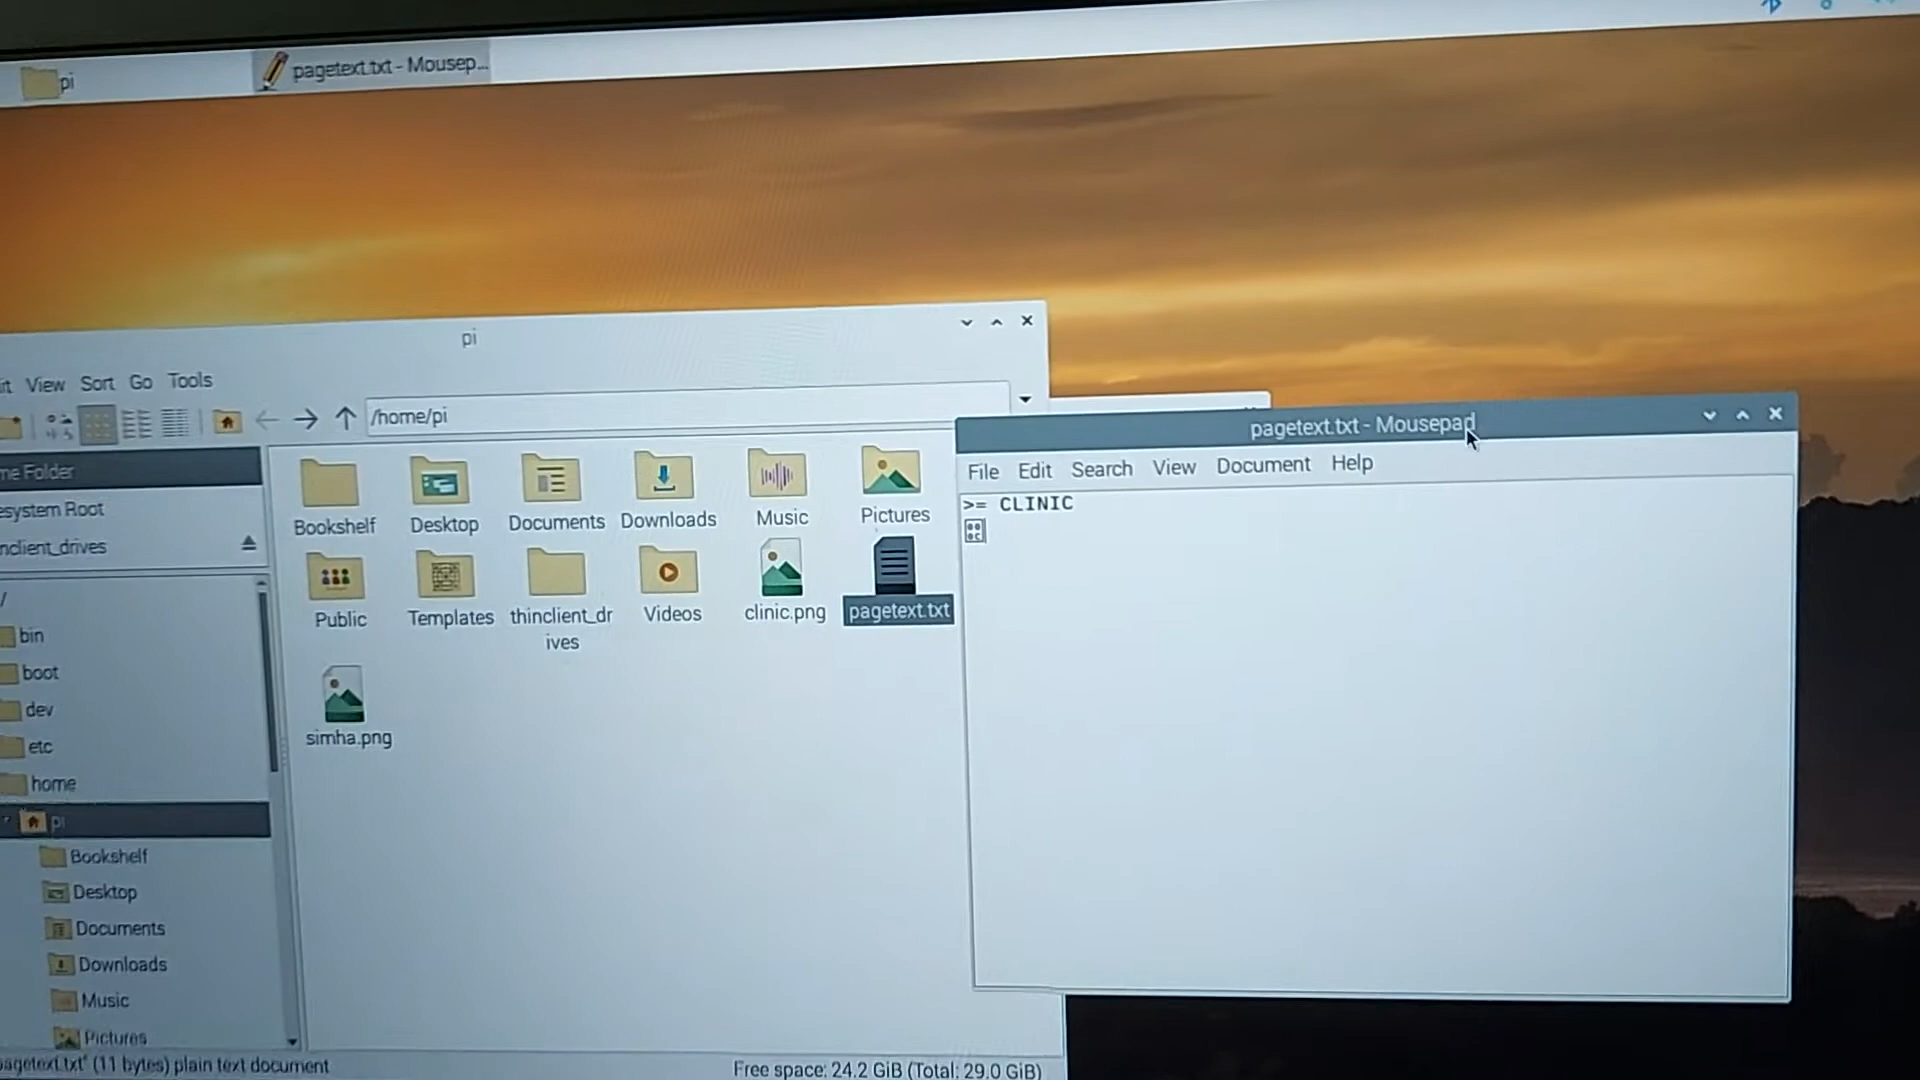 pi
pagetext.txt - Mousep...
pi
it View Sort Go Tools
/home/pi
me Folder
esystem Root
nclient_drives
/
bin
boot
dev
etc
home
pi
Bookshelf
Desktop
Documents
Downloads
Music
Pictures
Bookshelf
Desktop
Documents
Downloads
Music
Pictures
Public
Templates
thinclient_dr
ives
Videos
clinic.png
pagetext.txt
simha.png
pagetext.txt - Mousepad
File Edit Search View Document Help
>= CLINIC
agetext.txt" (11 bytes) plain text document
Free space: 24.2 GiB (Total: 29.0 GiB)